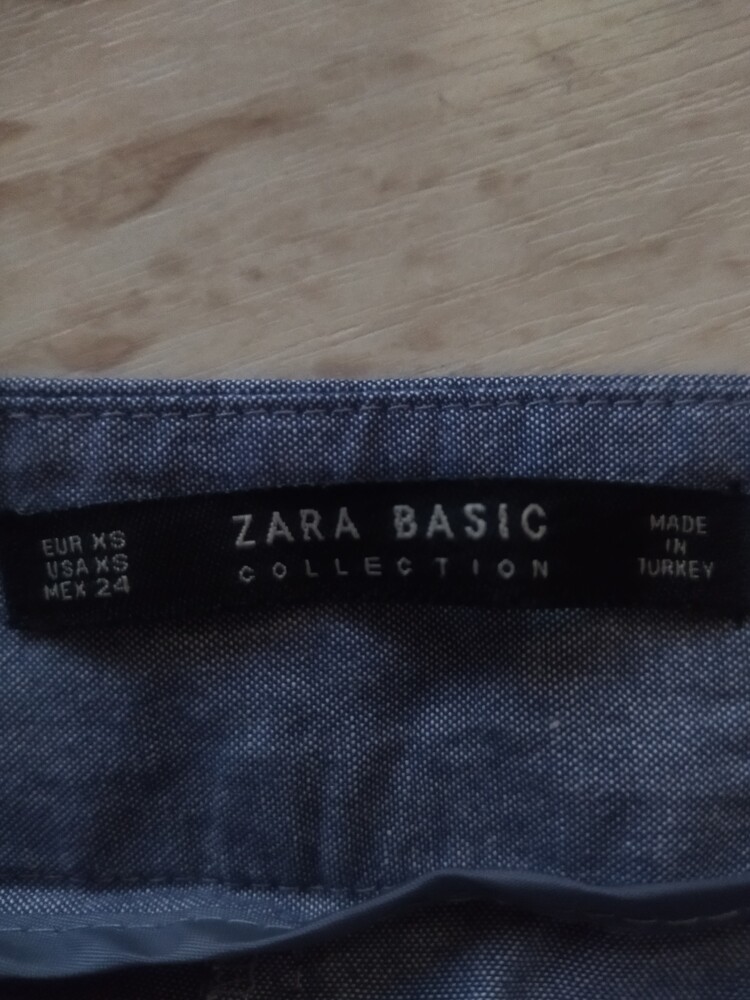 EUR XS
USA XS
MEX 24
ZARA BASIC
COLLECTION
MADE
IN
TURKEY